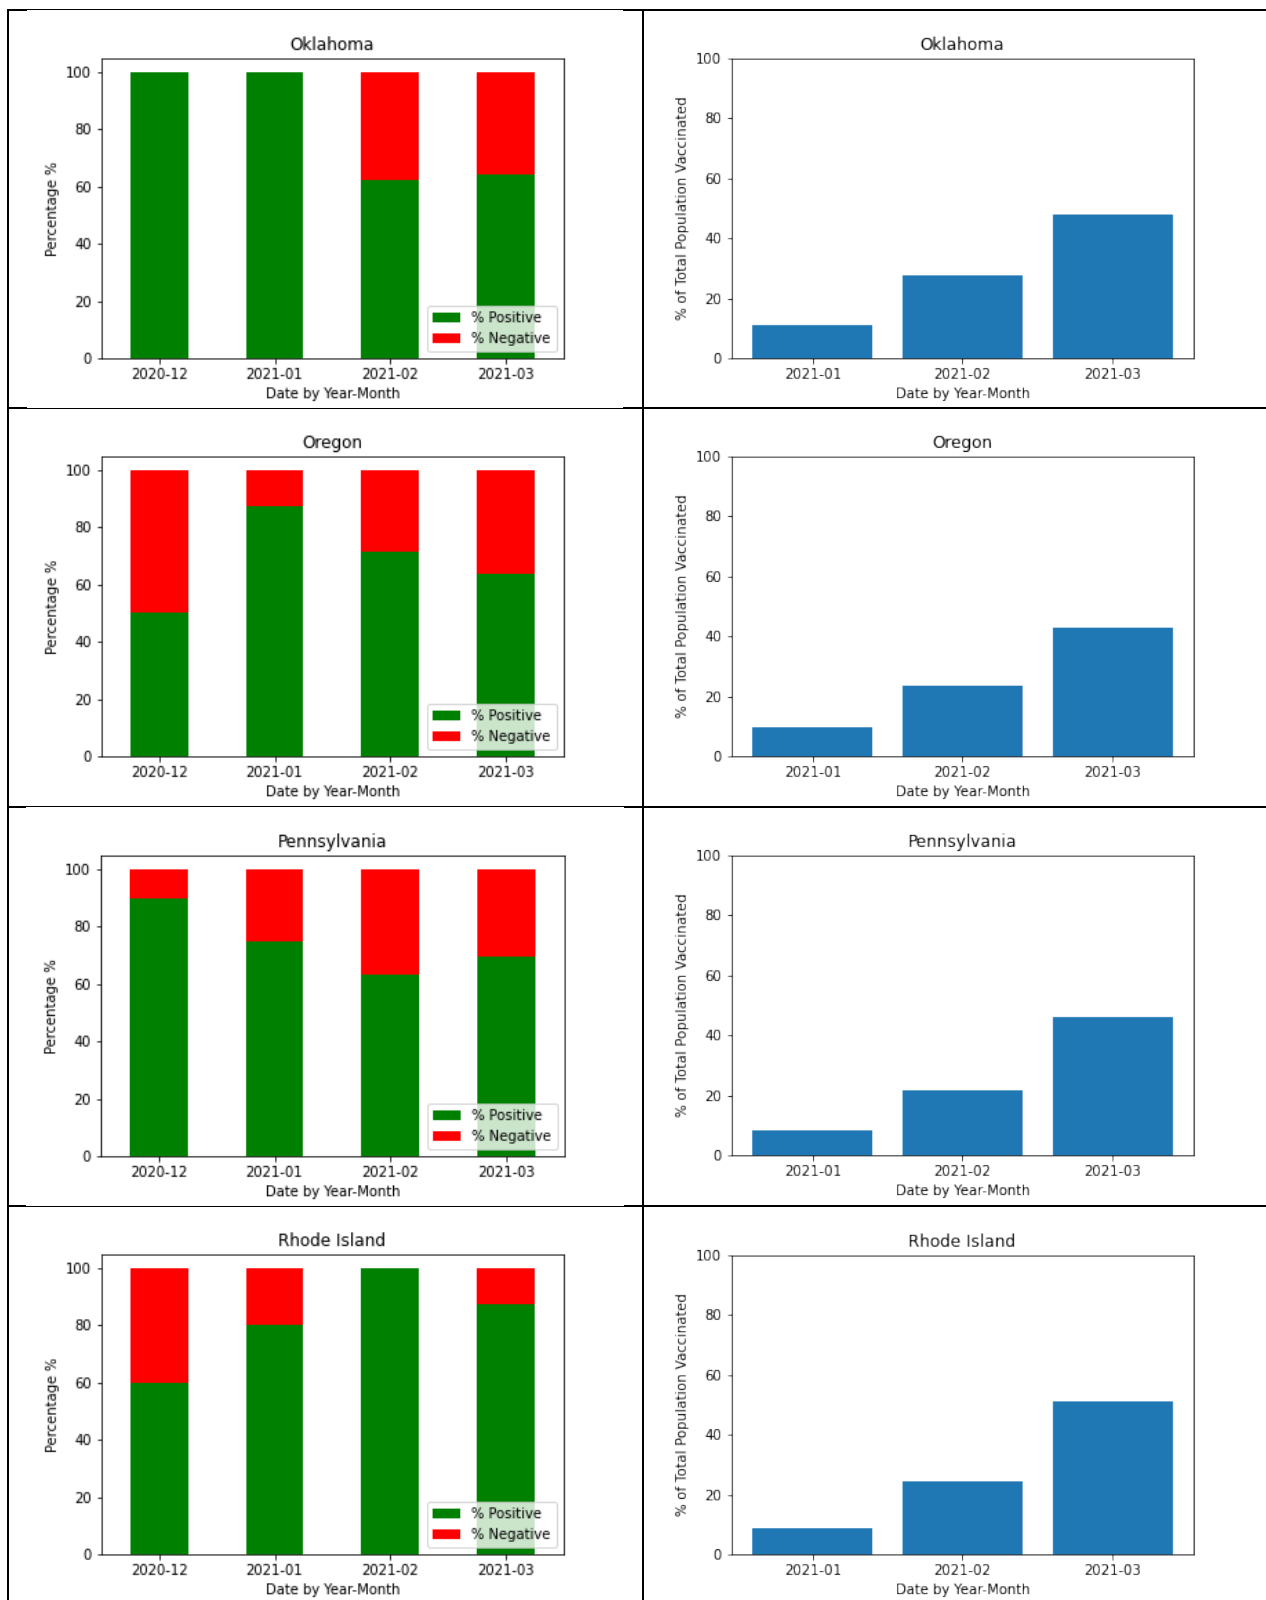 Oklahoma
Percentage %
100
80
60
40
20
0
% Positive
% Negative
2020-12 2021-01 2021-02 2021-03
Date by Year-Month
Oklahoma
% of Total Population Vaccinated
100
80
60
40
20
0
2021-01 2021-02 2021-03
Date by Year-Month
Oregon
Percentage %
100
80
60
40
20
0
% Positive
% Negative
2020-12 2021-01 2021-02 2021-03
Date by Year-Month
Oregon
% of Total Population Vaccinated
100
80
60
40
20
0
2021-01 2021-02 2021-03
Date by Year-Month
Pennsylvania
Percentage %
100
80
60
40
20
0
% Positive
% Negative
2020-12 2021-01 2021-02 2021-03
Date by Year-Month
Pennsylvania
% of Total Population Vaccinated
100
80
60
40
20
0
2021-01 2021-02 2021-03
Date by Year-Month
Rhode Island
Percentage %
100
80
60
40
20
0
% Positive
% Negative
2020-12 2021-01 2021-02 2021-03
Date by Year-Month
Rhode Island
% of Total Population Vaccinated
100
80
60
40
20
0
2021-01 2021-02 2021-03
Date by Year-Month